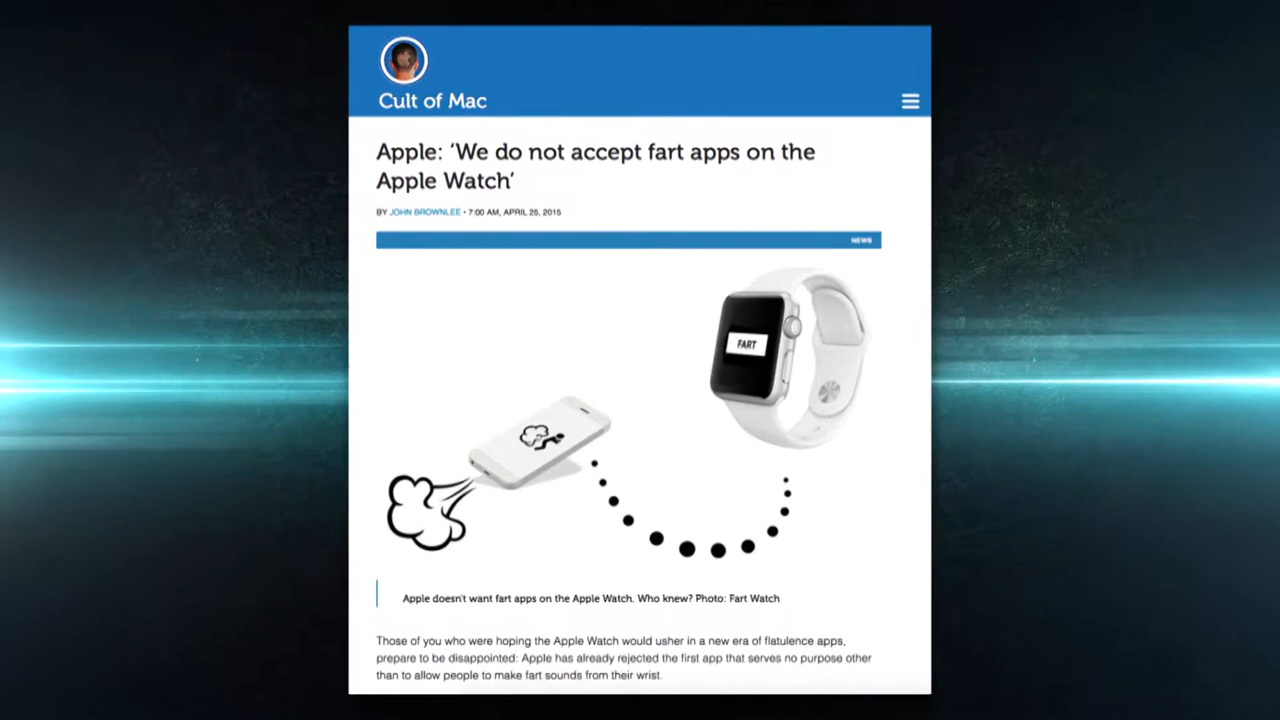 Cult of Mac
Apple: ‘We do not accept fart apps on the
Apple Watch’
BY JOHN BROWNLEE • 7:00 AM, APRIL 25, 2015
NEWS
FART
Apple doesn't want fart apps on the Apple Watch. Who knew? Photo: Fart Watch
Those of you who were hoping the Apple Watch would usher in a new era of flatulence apps,
prepare to be disappointed: Apple has already rejected the first app that serves no purpose other
than to allow people to make fart sounds from their wrist.